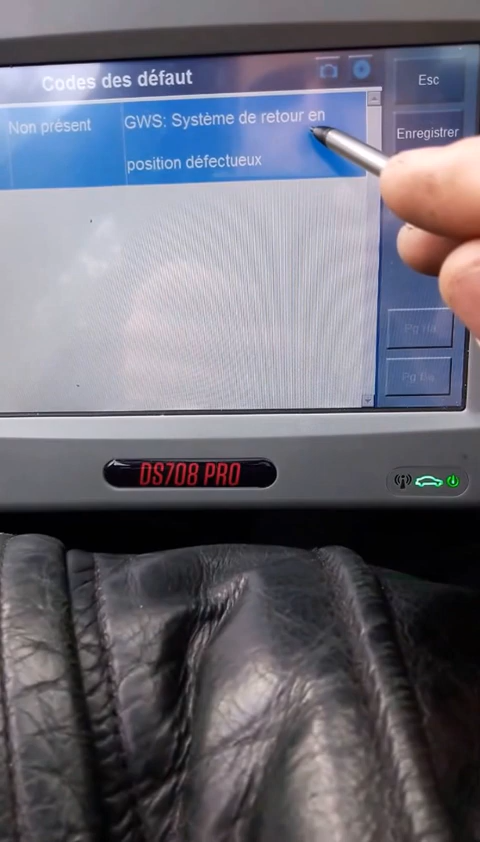 Codes des défaut
Esc
Non présent
GWS: Système de retour en
position défectueux
Enregistrer
Pg Ha
Pg Ba
DS708 PRO